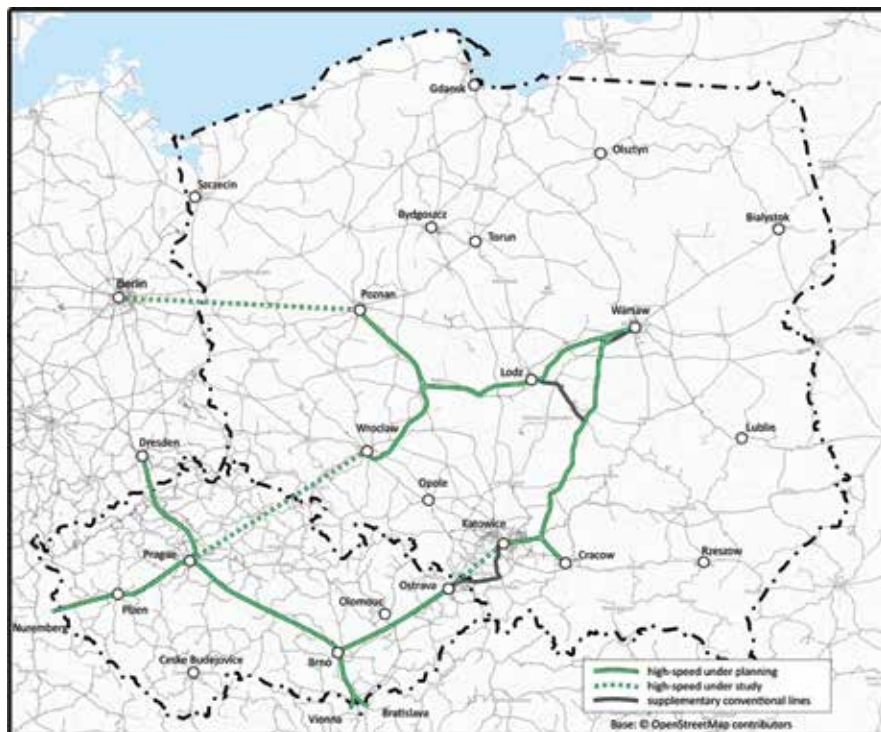 Gdansk
Olsztyn
Szczecin
Bydgoszcz
Torun
Bialystok
Berlin
Poznan
Warsaw
Lodz
Wroclaw
Lublin
Dresden
Opole
Katowice
Prague
Cracow
Rzeszow
Ostrava
Olomouc
Plzen
Nuremberg
Ceske Budejovice
Brno
Vienna
Bratislava
high-speed under planning
high-speed under study
supplementary conventional lines
Base: © OpenStreetMap contributors